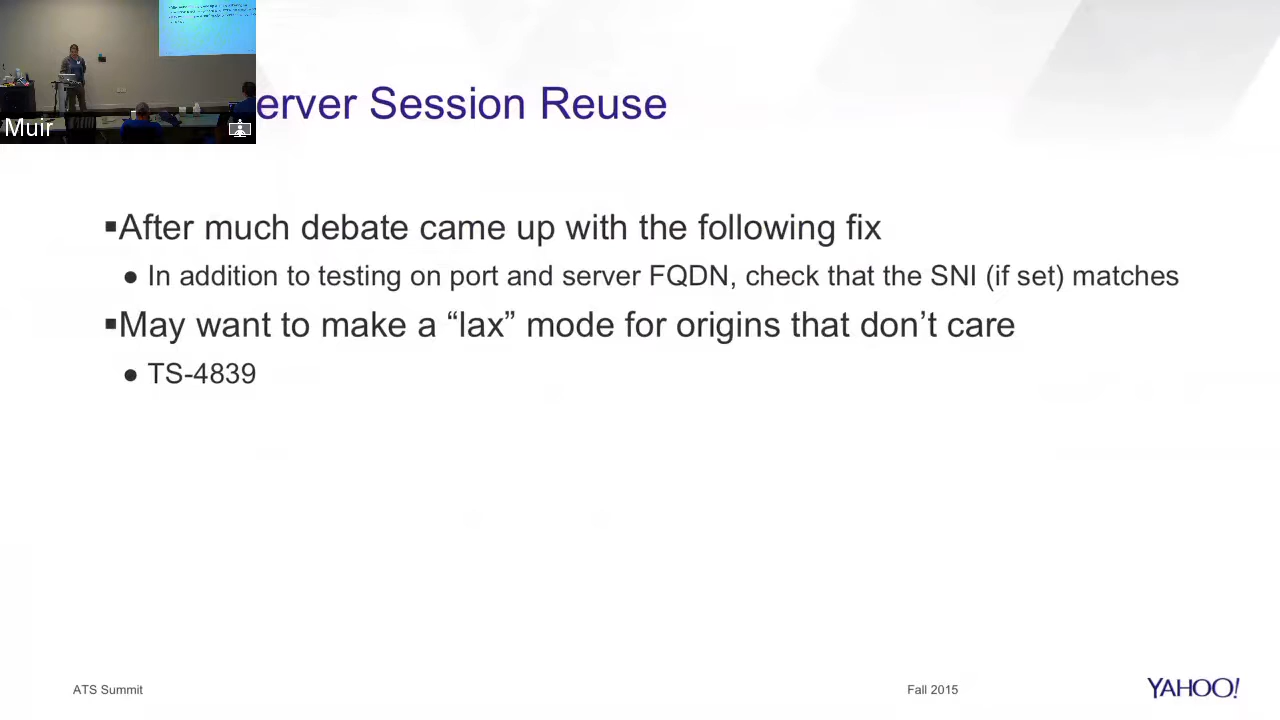 erver Session Reuse
Muir
▪After much debate came up with the following fix
● In addition to testing on port and server FQDN, check that the SNI (if set) matches
▪May want to make a “lax” mode for origins that don’t care
● TS-4839
ATS Summit
Fall 2015
YAHOO!